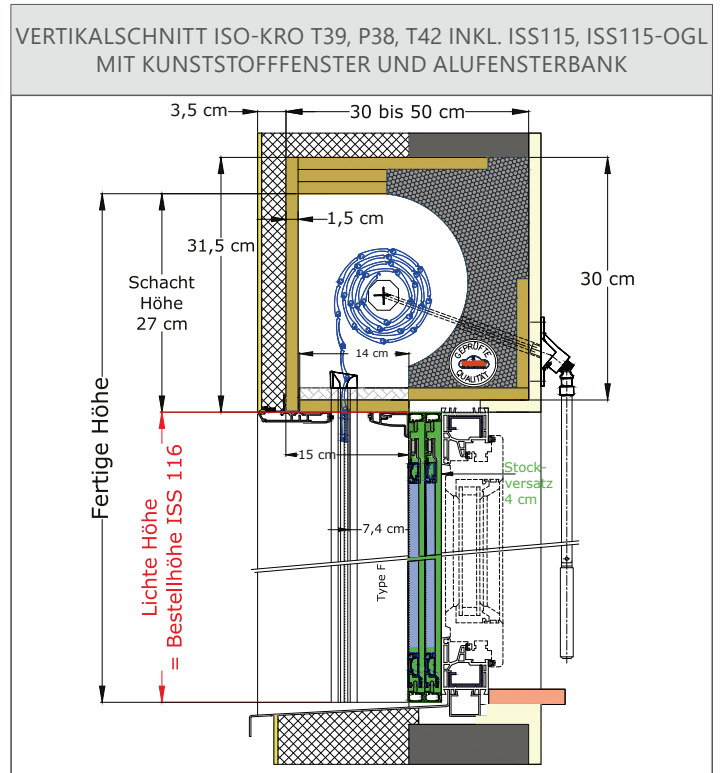 VERTIKALSCHNITT ISO-KRO T39, P38, T42 INKL. ISS115, ISS115-OGL
MIT KUNSTSTOFFFENSTER UND ALUFENSTERBANK
3,5 cm
30 bis 50 cm
1,5 cm
31,5 cm
Schacht
Höhe
27 cm
30 cm
GEPRÜFTE
QUALITÄT
14 cm
15 cm
Stock-
versatz
4 cm
7,4 cm
Type F
Fertige Höhe
Lichte Höhe
= Bestellhöhe ISS 116